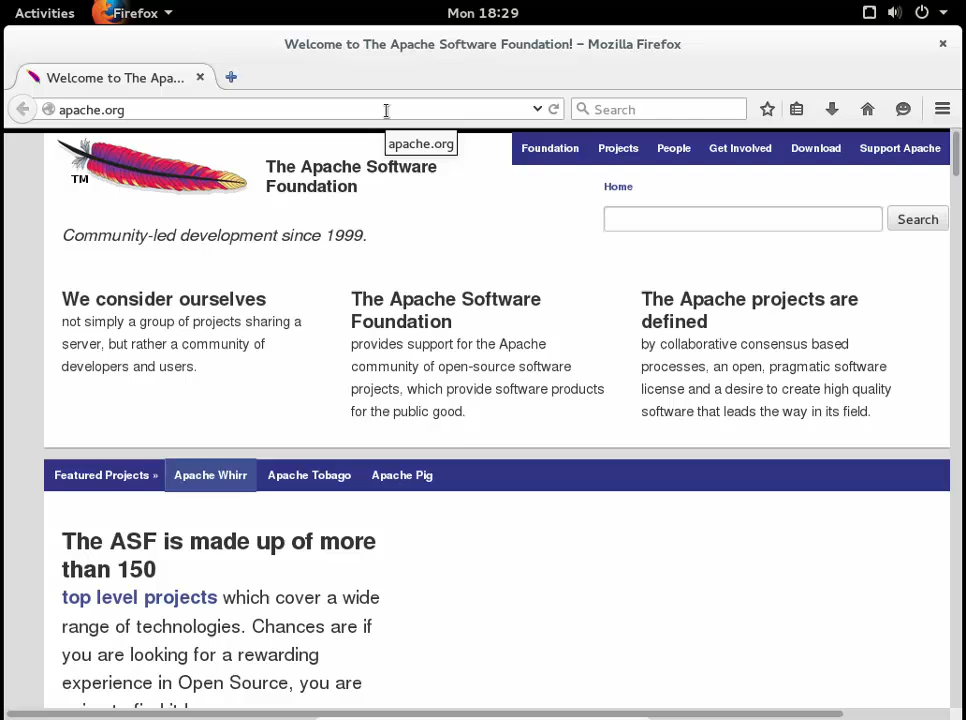 Activities Firefox Mon 18:29
Welcome to The Apache Software Foundation! – Mozilla Firefox
Welcome to The Apa...
apache.org Search
apache.org
TM
The Apache Software
Foundation
Foundation Projects People Get Involved Download Support Apache
Home
Search
Community-led development since 1999.
We consider ourselves
not simply a group of projects sharing a
server, but rather a community of
developers and users.
The Apache Software
Foundation
provides support for the Apache
community of open-source software
projects, which provide software products
for the public good.
The Apache projects are
defined
by collaborative consensus based
processes, an open, pragmatic software
license and a desire to create high quality
software that leads the way in its field.
Featured Projects » Apache Whirr Apache Tobago Apache Pig
The ASF is made up of more
than 150
top level projects which cover a wide
range of technologies. Chances are if
you are looking for a rewarding
experience in Open Source, you are